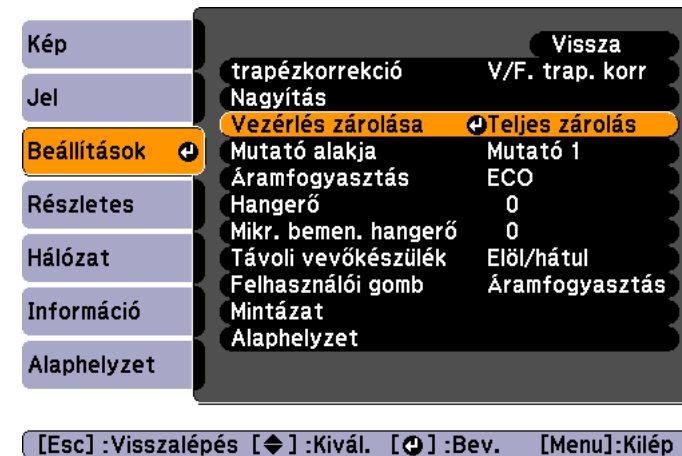 Kép
Jel
Beállítások
Részletes
Hálózat
Információ
Alaphelyzet
Vissza
trapézkorrekció V/F. trap. korr
Nagyítás
Vezérlés zárolása Teljes zárolás
Mutató alakja Mutató 1
Áramfogyasztás ECO
Hangerő 0
Mikr. bemen. hangerő 0
Távoli vevőkészülék Elöl/hátul
Felhasználói gomb Áramfogyasztás
Mintázat
Alaphelyzet
[Esc] :Visszalépés [◆] :Kivál. [⏎] :Bev. [Menu]:Kilép